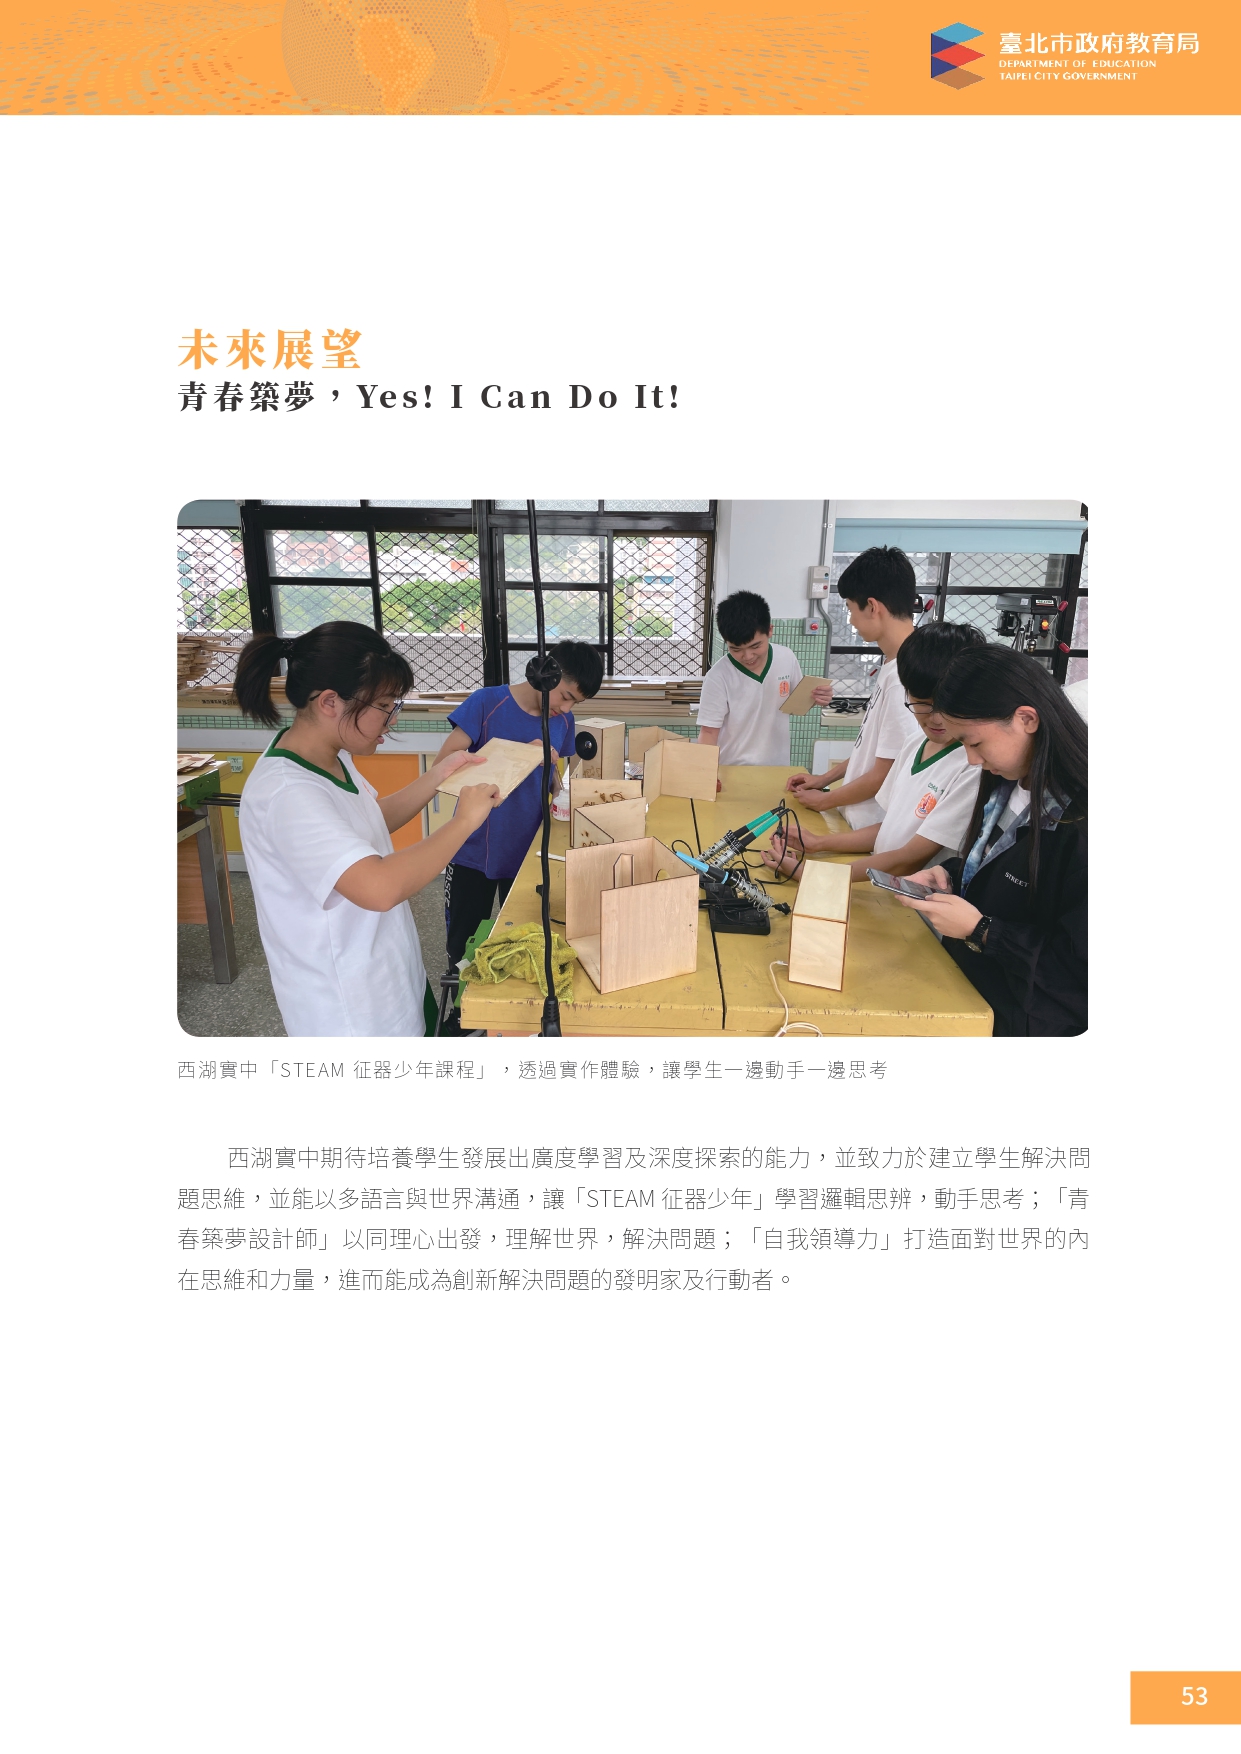 臺北市政府教育局
DEPARTMENT OF EDUCATION
TAIPEI CITY GOVERNMENT
未來展望
青春築夢，Yes! I Can Do It!
STREET
西湖實中「STEAM 征器少年課程」，透過實作體驗，讓學生一邊動手一邊思考
西湖實中期待培養學生發展出廣度學習及深度探索的能力，並致力於建立學生解決問
題思維，並能以多語言與世界溝通，讓「STEAM 征器少年」學習邏輯思辨，動手思考；「青
春築夢設計師」以同理心出發，理解世界，解決問題；「自我領導力」打造面對世界的內
在思維和力量，進而能成為創新解決問題的發明家及行動者。
53